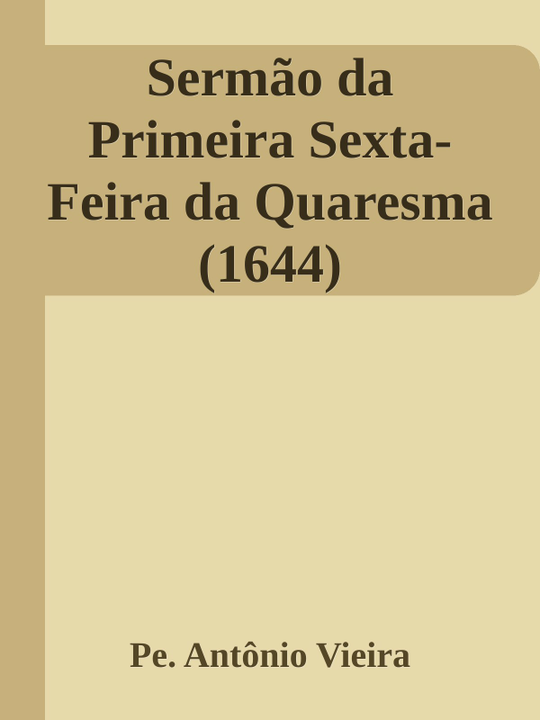 Sermão da
Primeira Sexta-
Feira da Quaresma
(1644)
Pe. Antônio Vieira